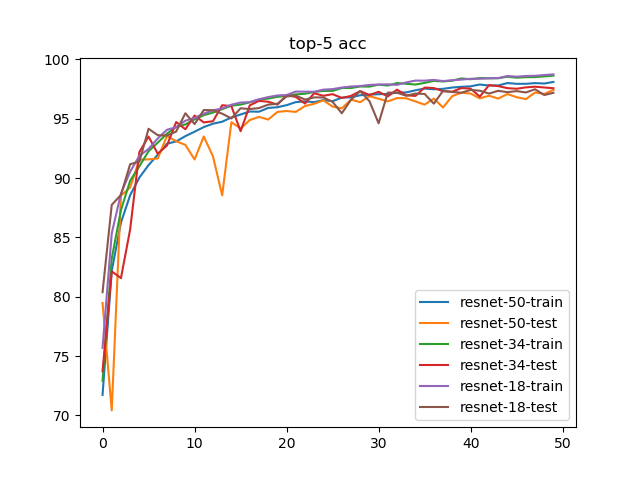 top-5 acc
100
95
90
85
80
75
70
0
10
20
30
40
50
resnet-50-train
resnet-50-test
resnet-34-train
resnet-34-test
resnet-18-train
resnet-18-test